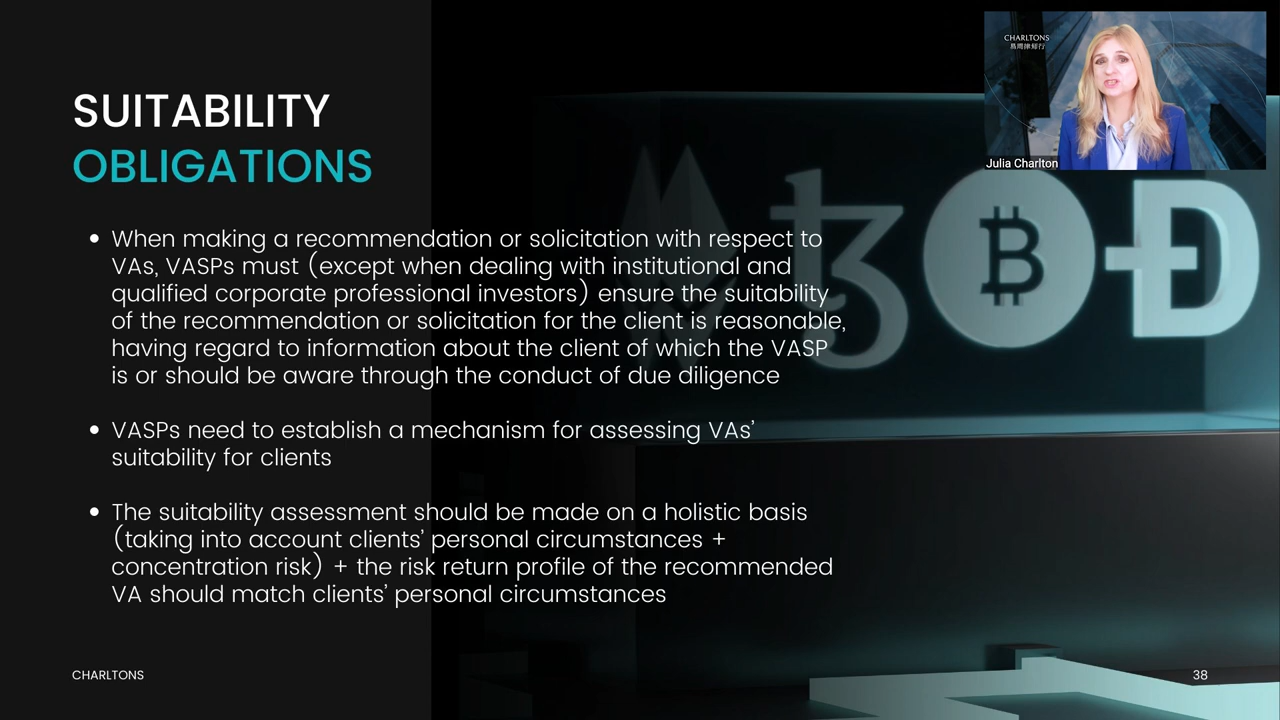 CHARLTONS
易周律師行
Julia Charlton
SUITABILITY
OBLIGATIONS
• When making a recommendation or solicitation with respect to
VAs, VASPs must (except when dealing with institutional and
qualified corporate professional investors) ensure the suitability
of the recommendation or solicitation for the client is reasonable,
having regard to information about the client of which the VASP
is or should be aware through the conduct of due diligence
• VASPs need to establish a mechanism for assessing VAs’
suitability for clients
• The suitability assessment should be made on a holistic basis
(taking into account clients’ personal circumstances +
concentration risk) + the risk return profile of the recommended
VA should match clients’ personal circumstances
CHARLTONS
38